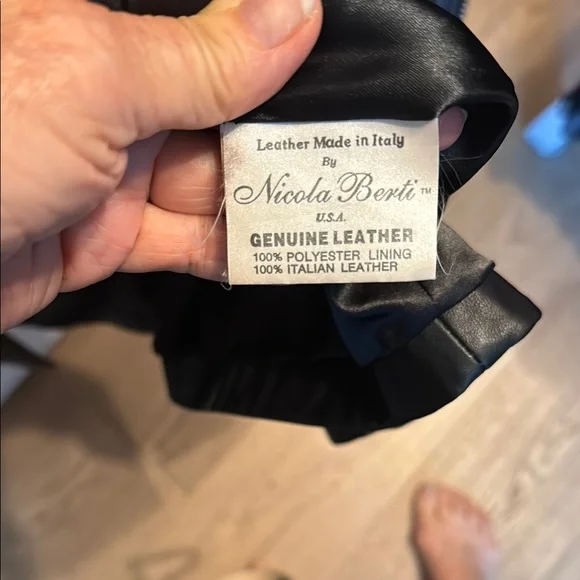 Leather Made in Italy
By
Nicola Berti™
U.S.A.
GENUINE LEATHER
100% POLYESTER LINING
100% ITALIAN LEATHER